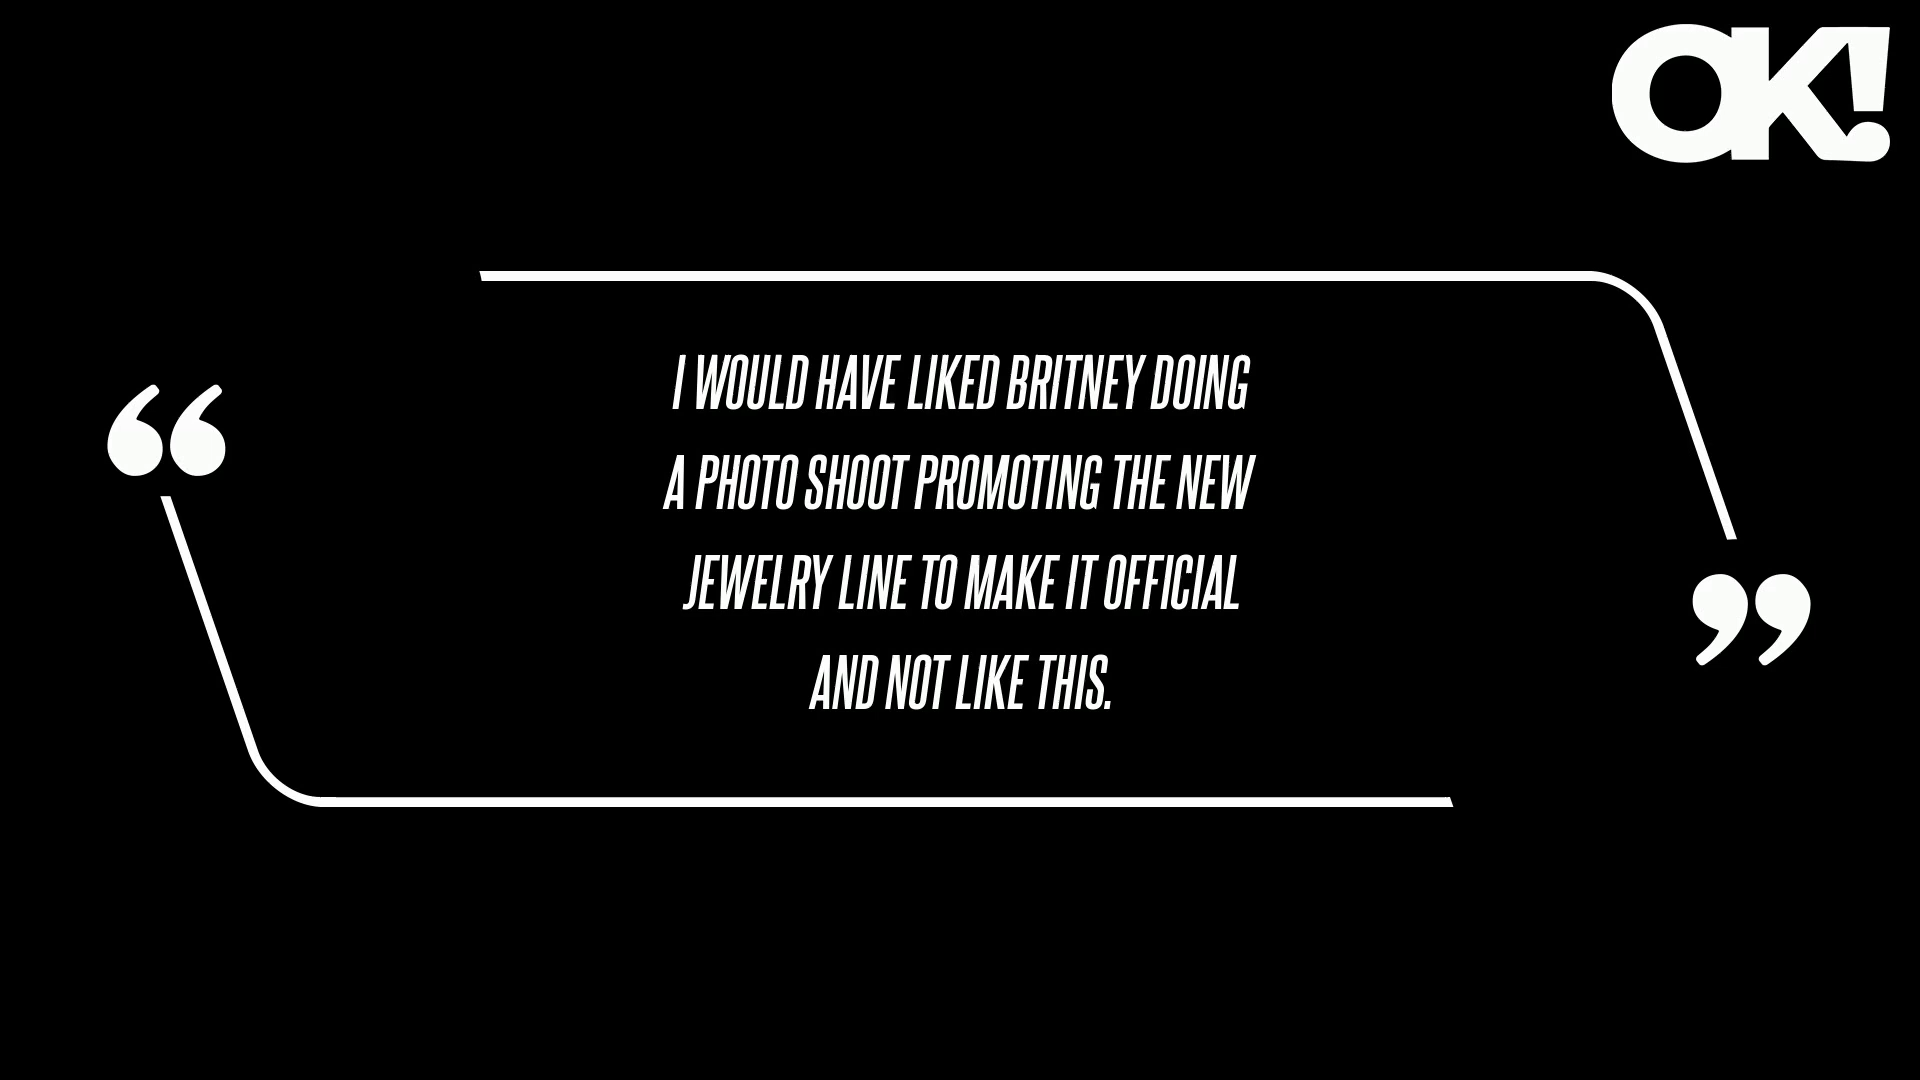 OK!
“
I WOULD HAVE LIKED BRITNEY DOING
A PHOTO SHOOT PROMOTING THE NEW
JEWELRY LINE TO MAKE IT OFFICIAL
AND NOT LIKE THIS.
”